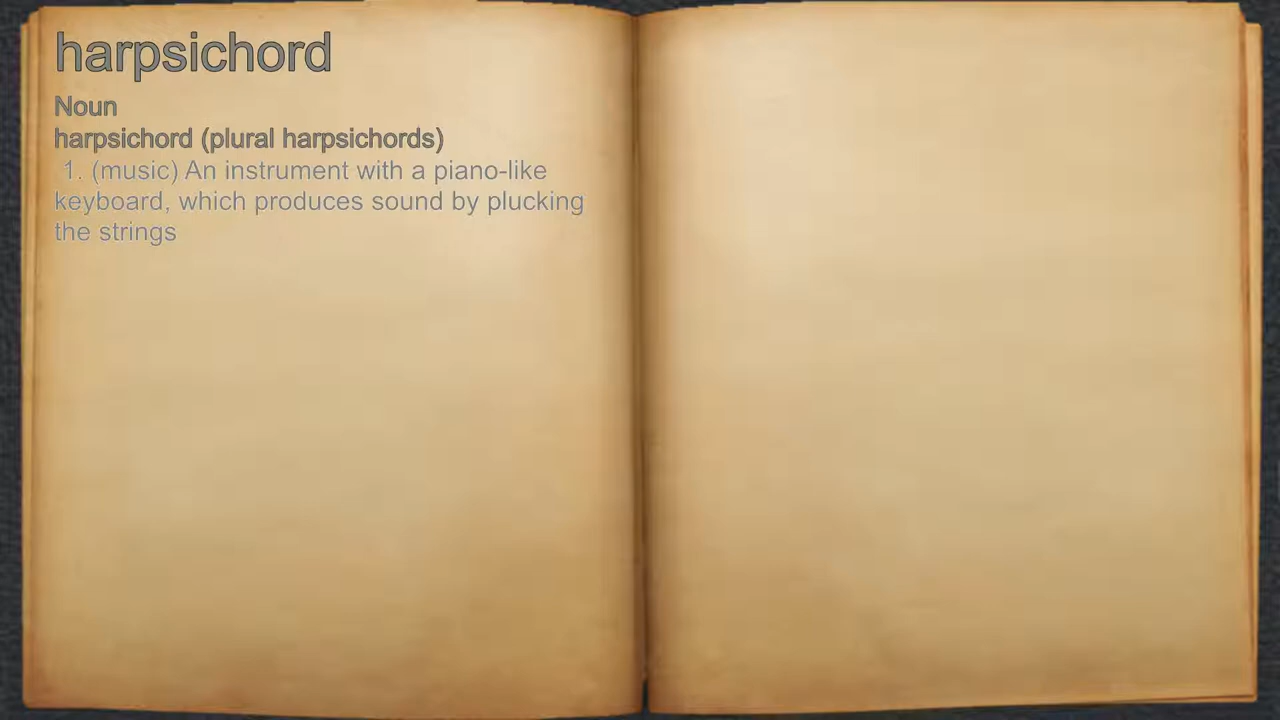 harpsichord
Noun
harpsichord (plural harpsichords)
1. (music) An instrument with a piano-like
keyboard, which produces sound by plucking
the strings